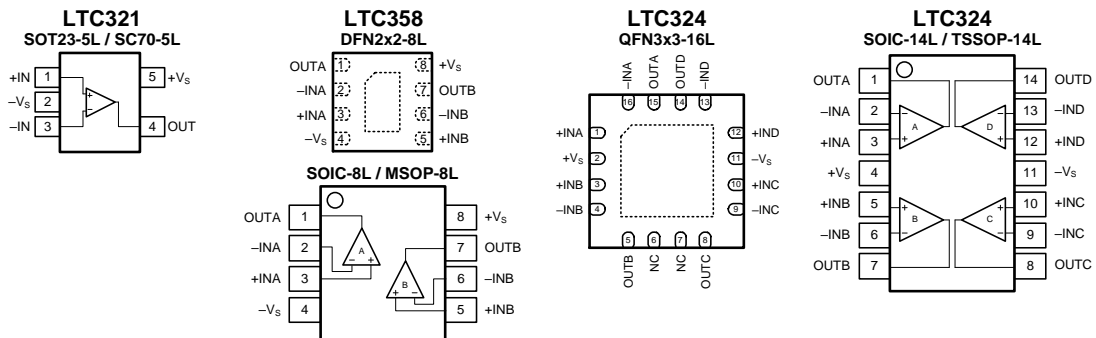 LTC321
SOT23-5L / SC70-5L
+IN 1
–VS 2
–IN 3
5 +VS
4 OUT
+
–
LTC358
DFN2x2-8L
OUTA 1
–INA 2
+INA 3
–VS 4
8 +VS
7 OUTB
6 –INB
5 +INB
SOIC-8L / MSOP-8L
OUTA 1
–INA 2
+INA 3
–VS 4
8 +VS
7 OUTB
6 –INB
5 +INB
A
– +
B
+ –
LTC324
QFN3x3-16L
–INA OUTA OUTD –IND
16 15 14 13
+INA 1
+VS 2
+INB 3
–INB 4
12 +IND
11 –VS
10 +INC
9 –INC
5 6 7 8
OUTB NC NC OUTC
LTC324
SOIC-14L / TSSOP-14L
OUTA 1
–INA 2
+INA 3
+VS 4
+INB 5
–INB 6
OUTB 7
14 OUTD
13 –IND
12 +IND
11 –VS
10 +INC
9 –INC
8 OUTC
– A D –
+ +
+ B C +
– –